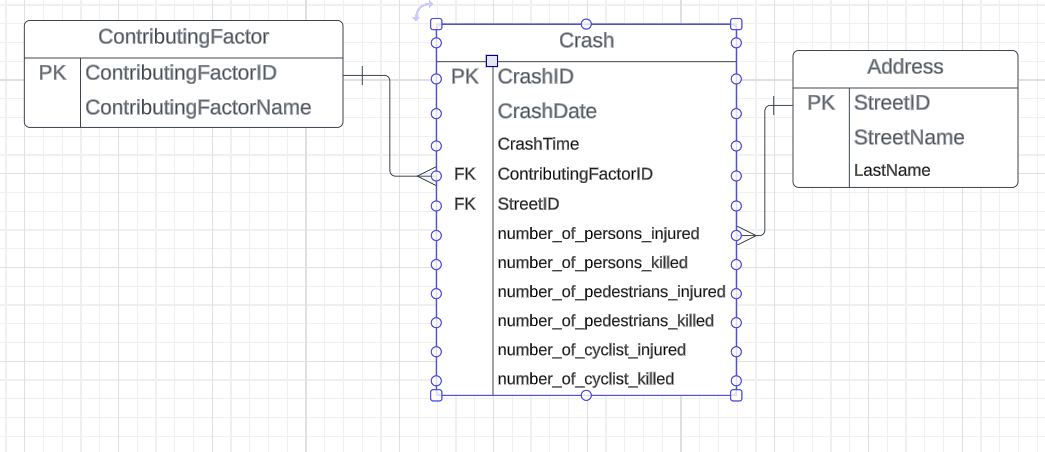 ContributingFactor
PK ContributingFactorID
ContributingFactorName
Crash
PK CrashID
CrashDate
CrashTime
FK ContributingFactorID
FK StreetID
number_of_persons_injured
number_of_persons_killed
number_of_pedestrians_injured
number_of_pedestrians_killed
number_of_cyclist_injured
number_of_cyclist_killed
Address
PK StreetID
StreetName
LastName